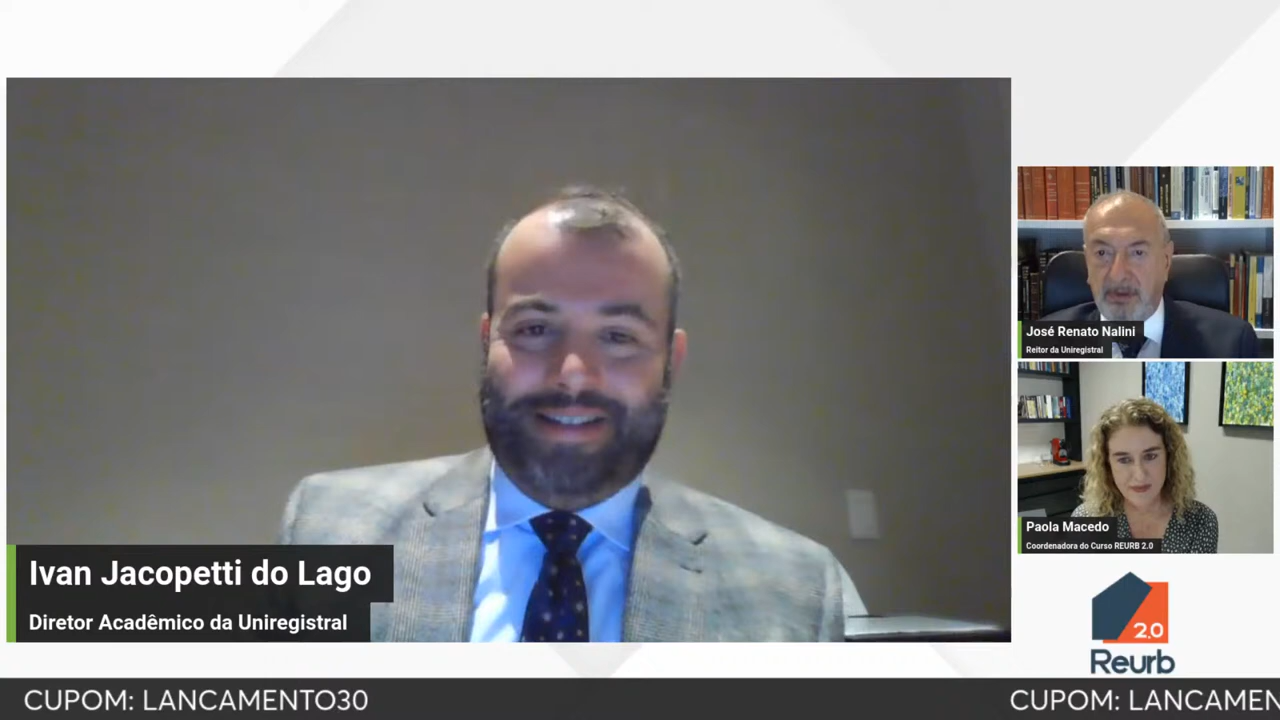 José Renato Nalini
Reitor da Uniregistral
Paola Macedo
Coordenadora do Curso REURB 2.0
Ivan Jacopetti do Lago
Diretor Acadêmico da Uniregistral
2.0
Reurb
CUPOM: LANCAMENTO30
CUPOM: LANCAMEN